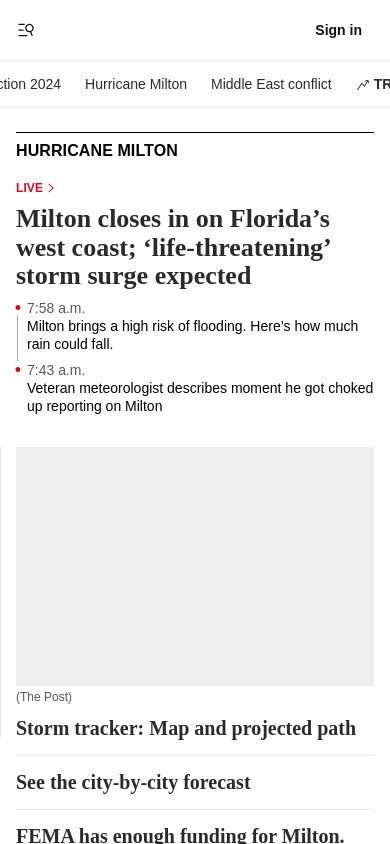 Sign in
ction 2024
Hurricane Milton
Middle East conflict
TR
HURRICANE MILTON
LIVE
Milton closes in on Florida’s
west coast; ‘life-threatening’
storm surge expected
7:58 a.m.
Milton brings a high risk of flooding. Here’s how much
rain could fall.
7:43 a.m.
Veteran meteorologist describes moment he got choked
up reporting on Milton
(The Post)
Storm tracker: Map and projected path
See the city-by-city forecast
FEMA has enough funding for Milton.